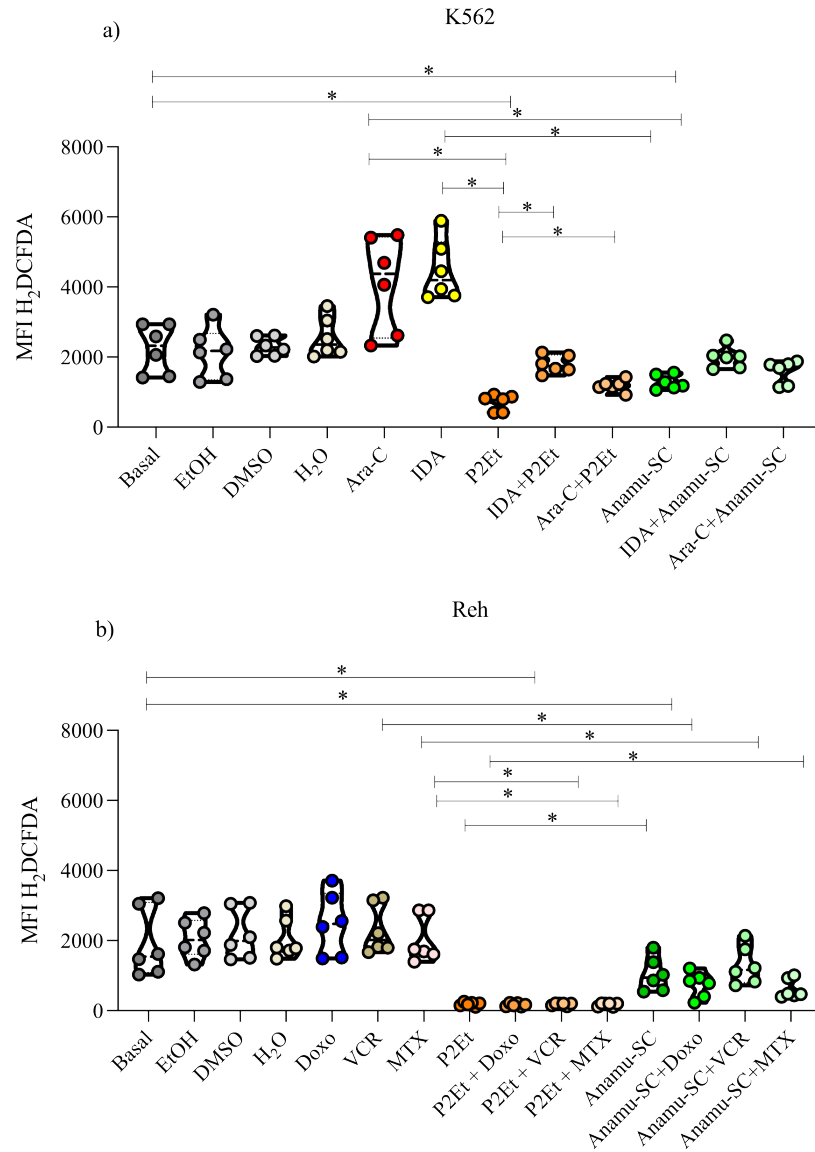 K562
a)
*
*
*
*
*
*
*
*
8000
6000
4000
2000
0
MFI H₂DCFDA
Basal
EtOH
DMSO
H₂O
Ara-C
IDA
P2Et
IDA+P2Et
Ara-C+P2Et
Anamu-SC
IDA+Anamu-SC
Ara-C+Anamu-SC
Reh
b)
*
*
*
*
*
*
*
*
8000
6000
4000
2000
0
MFI H₂DCFDA
Basal
EtOH
DMSO
H₂O
Doxo
VCR
MTX
P2Et
P2Et + Doxo
P2Et + VCR
P2Et + MTX
Anamu-SC
Anamu-SC+Doxo
Anamu-SC+VCR
Anamu-SC+MTX